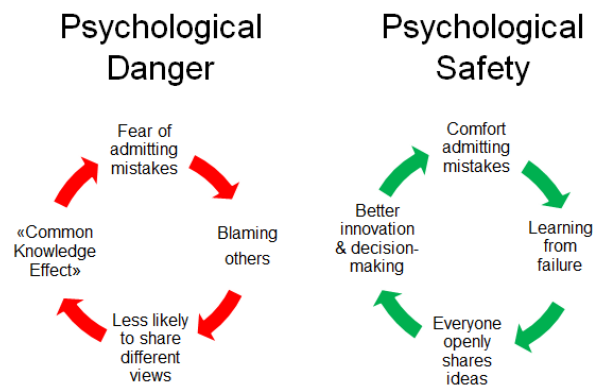 Psychological
Danger
Fear of
admitting
mistakes
Blaming
others
Less likely
to share
different
views
«Common
Knowledge
Effect»
Psychological
Safety
Comfort
admitting
mistakes
Learning
from
failure
Everyone
openly
shares
ideas
Better
innovation
& decision-
making